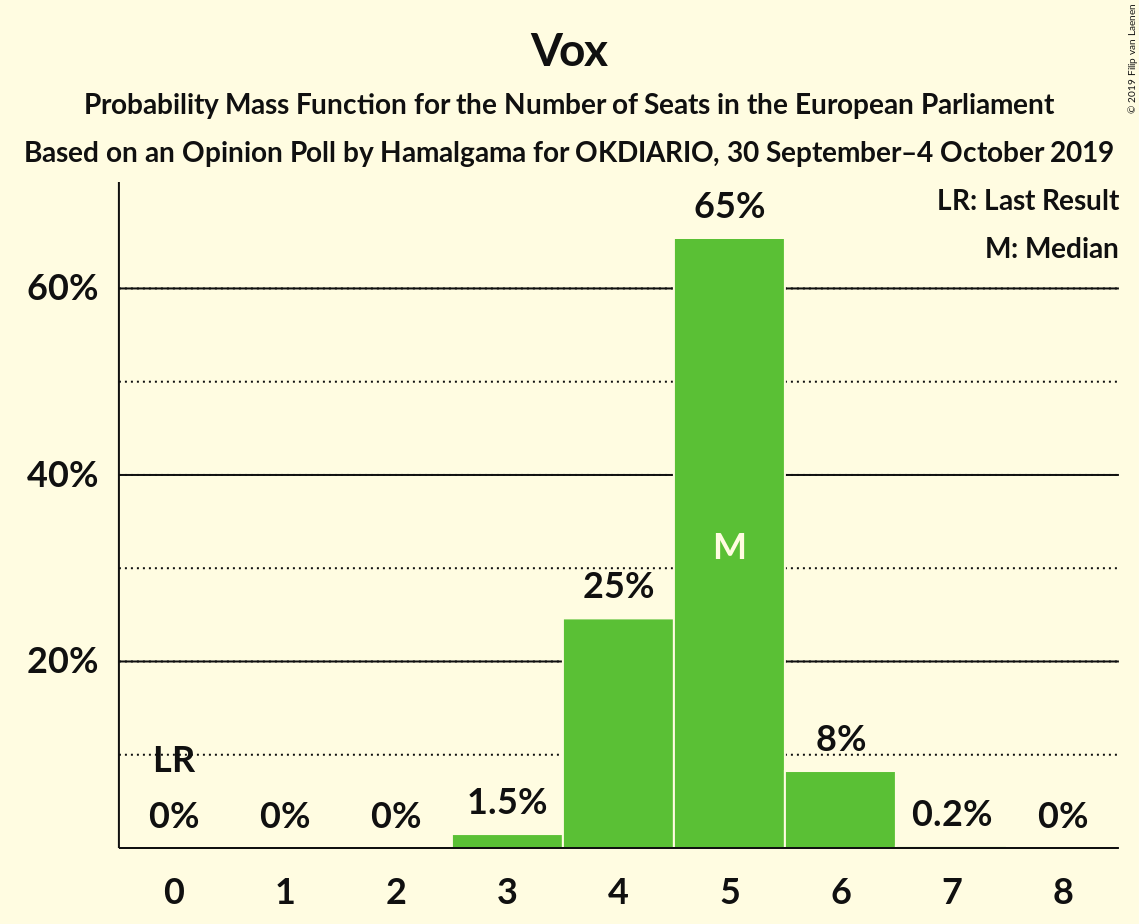 Vox
Probability Mass Function for the Number of Seats in the European Parliament
Based on an Opinion Poll by Hamalgama for OKDIARIO, 30 September–4 October 2019
© 2019 Filip van Laenen
LR: Last Result
M: Median
60%
40%
20%
LR
0%
0%
0%
1.5%
25%
65%
M
8%
0.2%
0%
0 1 2 3 4 5 6 7 8